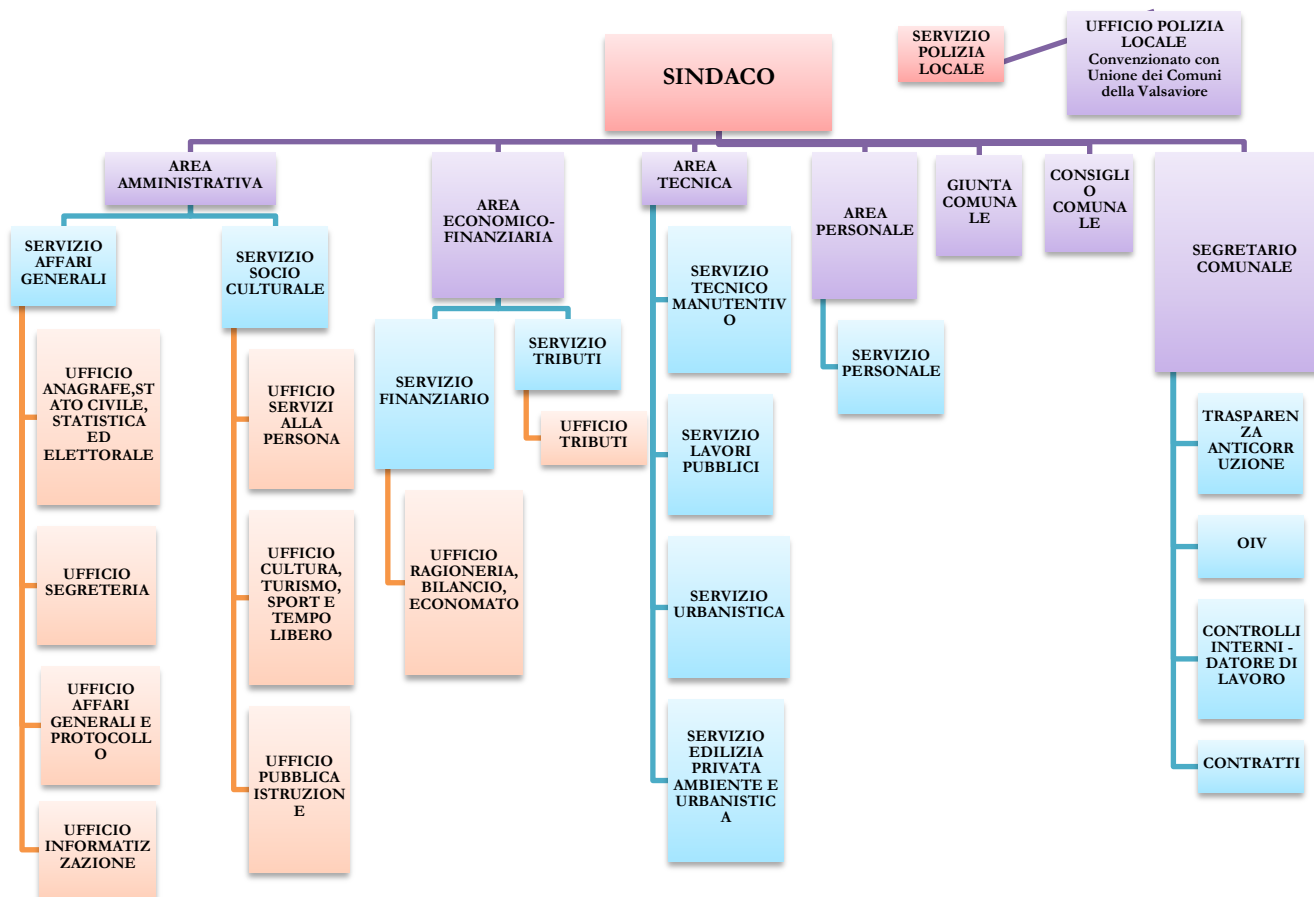 SINDACO
SERVIZIO
POLIZIA
LOCALE
UFFICIO POLIZIA
LOCALE
Convenzionato con
Unione dei Comuni
della Valsaviore
AREA
AMMINISTRATIVA
SERVIZIO
AFFARI
GENERALI
UFFICIO
ANAGRAFE,ST
ATO CIVILE,
STATISTICA
ED
ELETTORALE
UFFICIO
SEGRETERIA
UFFICIO
AFFARI
GENERALI E
PROTOCOLL
O
UFFICIO
INFORMATIZ
ZAZIONE
SERVIZIO
SOCIO
CULTURALE
UFFICIO
SERVIZI
ALLA
PERSONA
UFFICIO
CULTURA,
TURISMO,
SPORT E
TEMPO
LIBERO
UFFICIO
PUBBLICA
ISTRUZION
E
AREA
ECONOMICO-
FINANZIARIA
SERVIZIO
FINANZIARIO
UFFICIO
RAGIONERIA,
BILANCIO,
ECONOMATO
SERVIZIO
TRIBUTI
UFFICIO
TRIBUTI
AREA
TECNICA
SERVIZIO
TECNICO
MANUTENTIV
O
SERVIZIO
LAVORI
PUBBLICI
SERVIZIO
URBANISTICA
SERVIZIO
EDILIZIA
PRIVATA
AMBIENTE E
URBANISTIC
A
AREA
PERSONALE
SERVIZIO
PERSONALE
GIUNTA
COMUNA
LE
CONSIGLI
O
COMUNA
LE
SEGRETARIO
COMUNALE
TRASPAREN
ZA
ANTICORR
UZIONE
OIV
CONTROLLI
INTERNI -
DATORE DI
LAVORO
CONTRATTI